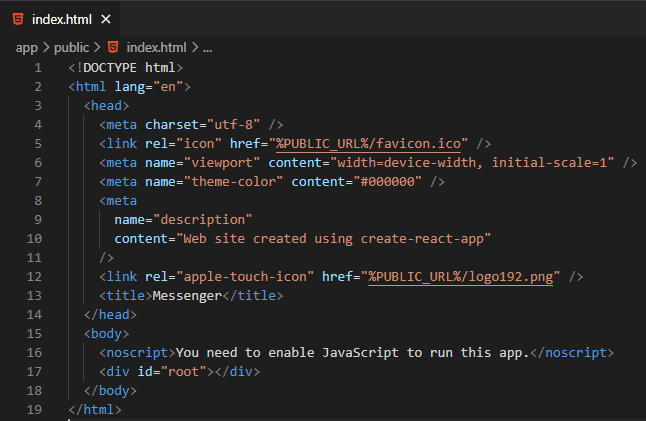 index.html ×
app > public > index.html > ...
1 <!DOCTYPE html>
2 <html lang="en">
3   <head>
4     <meta charset="utf-8" />
5     <link rel="icon" href="%PUBLIC_URL%/favicon.ico" />
6     <meta name="viewport" content="width=device-width, initial-scale=1" />
7     <meta name="theme-color" content="#000000" />
8     <meta
9       name="description"
10       content="Web site created using create-react-app"
11     />
12     <link rel="apple-touch-icon" href="%PUBLIC_URL%/logo192.png" />
13     <title>Messenger</title>
14   </head>
15   <body>
16     <noscript>You need to enable JavaScript to run this app.</noscript>
17     <div id="root"></div>
18   </body>
19 </html>